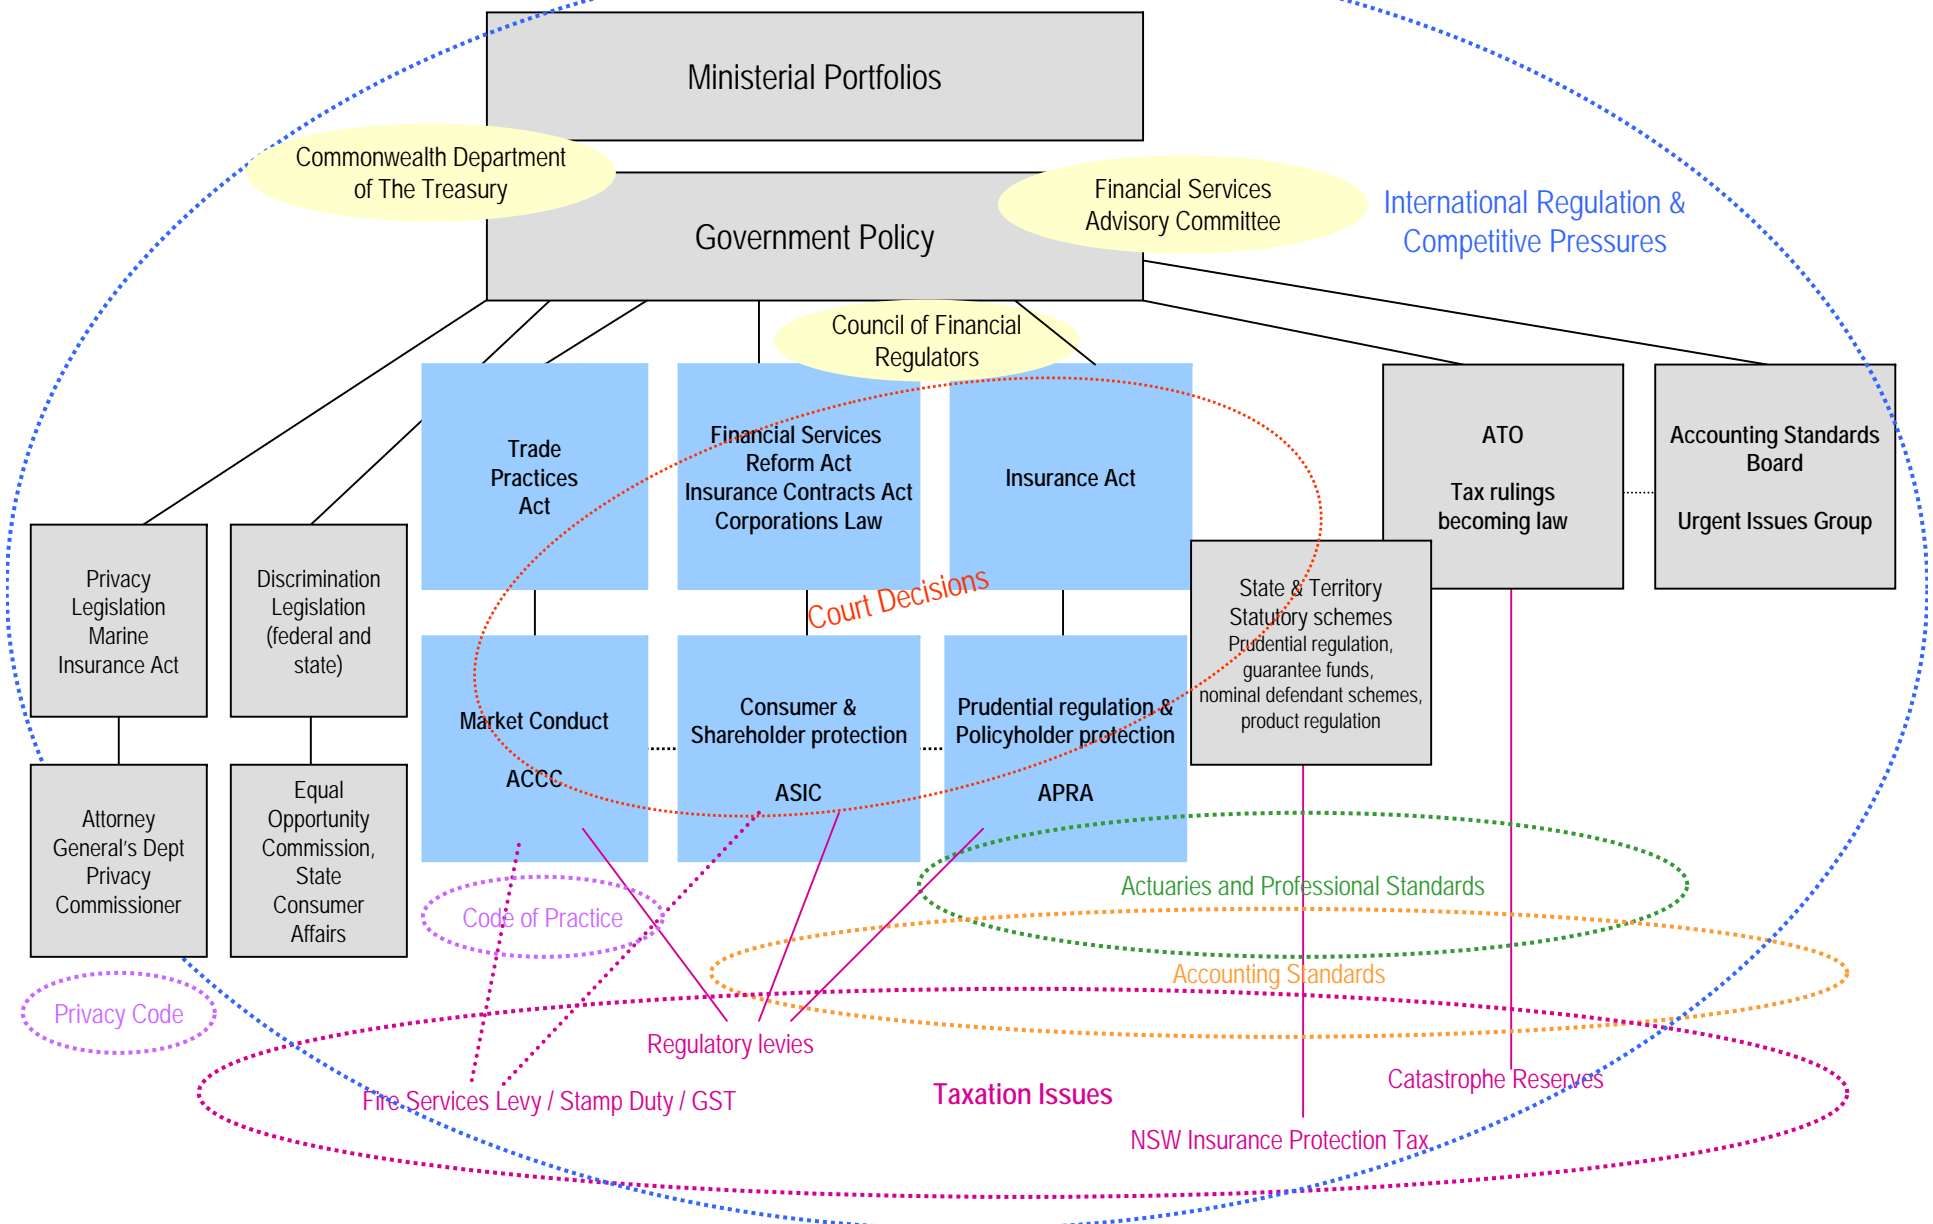 Ministerial Portfolios
Commonwealth Department
of The Treasury
Financial Services
Advisory Committee
International Regulation &
Competitive Pressures
Government Policy
Council of Financial
Regulators
Trade
Practices
Act
Financial Services
Reform Act
Insurance Contracts Act
Corporations Law
Insurance Act
ATO
Tax rulings
becoming law
Accounting Standards
Board
Urgent Issues Group
Privacy
Legislation
Marine
Insurance Act
Discrimination
Legislation
(federal and
state)
Court Decisions
State & Territory
Statutory schemes
Prudential regulation,
guarantee funds,
nominal defendant schemes,
product regulation
Market Conduct
ACCC
Consumer &
Shareholder protection
ASIC
Prudential regulation &
Policyholder protection
APRA
Attorney
General's Dept
Privacy
Commissioner
Equal
Opportunity
Commission,
State
Consumer
Affairs
Actuaries and Professional Standards
Code of Practice
Accounting Standards
Privacy Code
Regulatory levies
Catastrophe Reserves
Taxation Issues
Fire Services Levy / Stamp Duty / GST
NSW Insurance Protection Tax